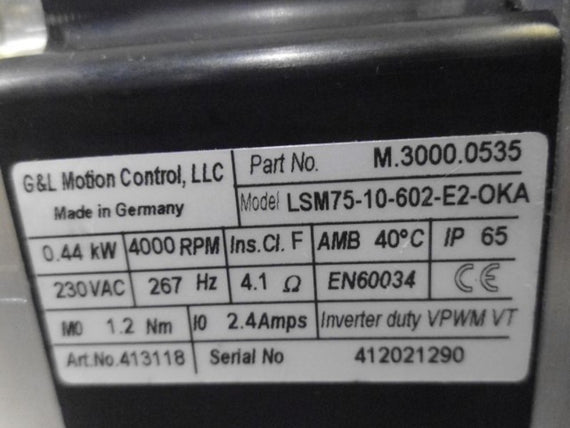 G&L Motion Control, LLC
Made in Germany
Part No. M.3000.0535
Model LSM75-10-602-E2-OKA
0.44 kW 4000 RPM Ins.Cl. F AMB 40°C IP 65
230VAC 267 Hz 4.1 Ω EN60034 CE
M0 1.2 Nm I0 2.4Amps Inverter duty VPWM VT
Art.No.413118 Serial No 412021290